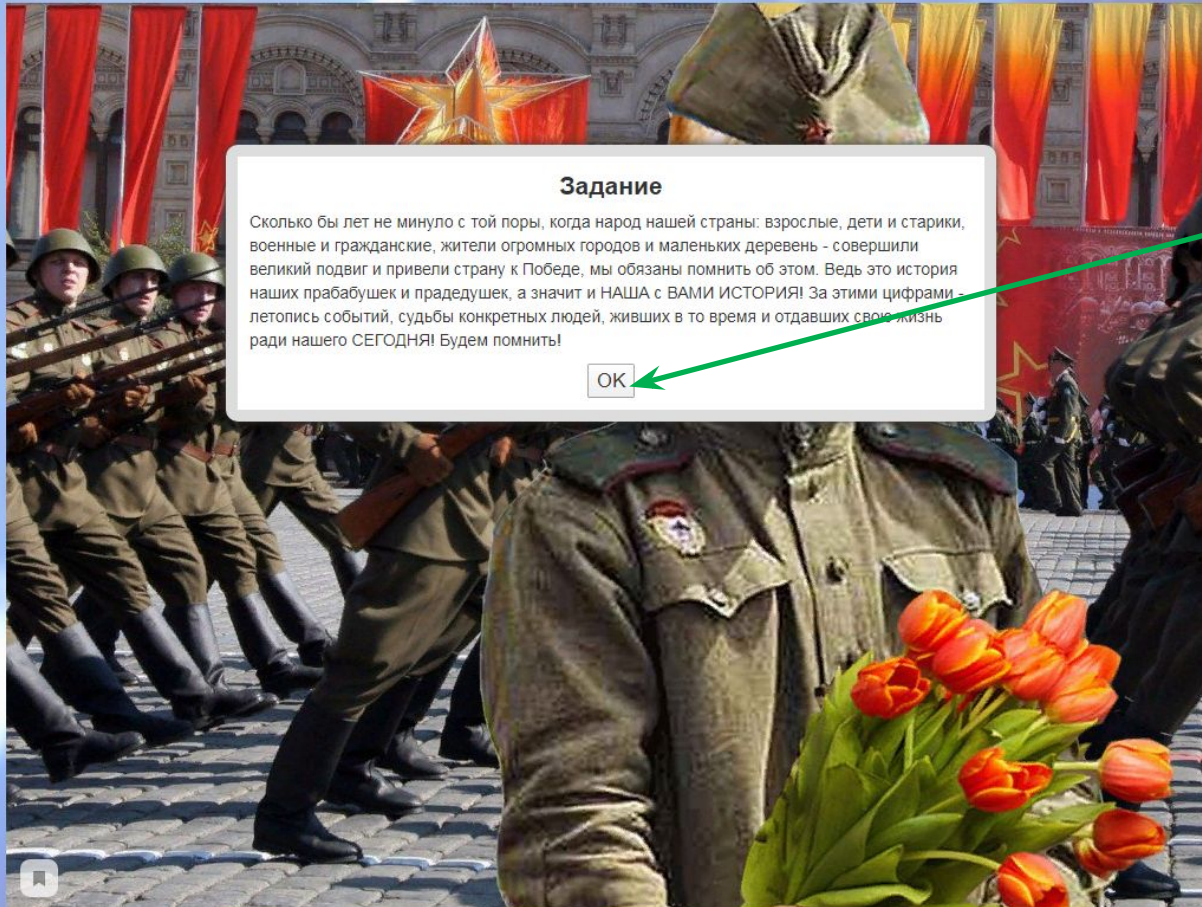 Задание
Сколько бы лет не минуло с той поры, когда народ нашей страны: взрослые, дети и старики,
военные и гражданские, жители огромных городов и маленьких деревень - совершили
великий подвиг и привели страну к Победе, мы обязаны помнить об этом. Ведь это история
наших прабабушек и прадедушек, а значит и НАША с ВАМИ ИСТОРИЯ! За этими цифрами -
летопись событий, судьбы конкретных людей, живших в то время и отдавших свою жизнь
ради нашего СЕГОДНЯ! Будем помнить!
OK